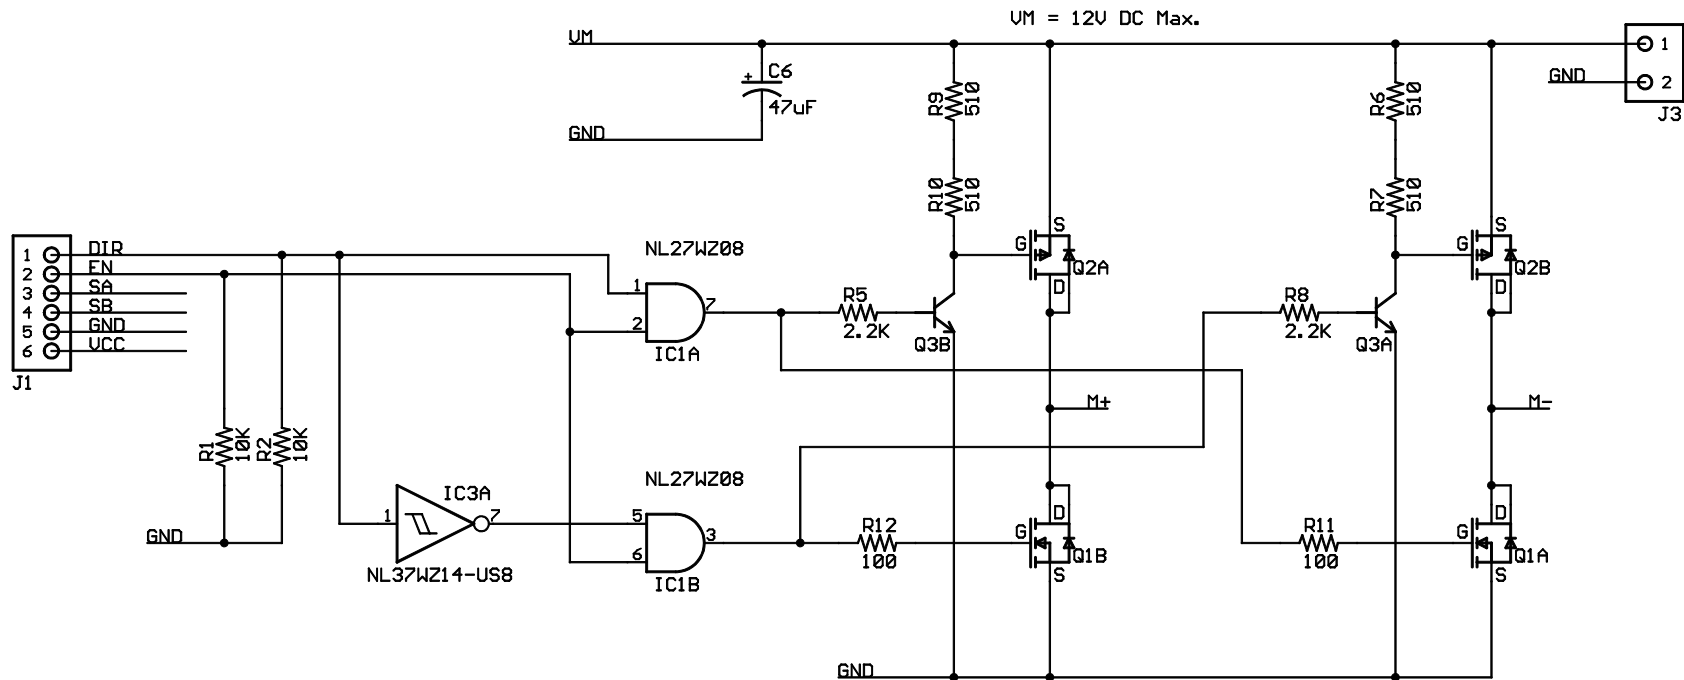 VM = 12V DC Max.
VM
C6
+
47uF
GND
R9
510
R6
510
1
GND
2
J3
R10
510
R7
510
S
G
Q2A
D
S
G
Q2B
D
1
DIR
2
EN
3
SA
4
SB
5
GND
6
VCC
J1
NL27WZ08
1
2
7
IC1A
R5
2.2K
Q3B
R8
2.2K
Q3A
M+
M-
R1
10K
R2
10K
GND
1
IC3A
7
NL37WZ14-US8
NL27WZ08
5
6
3
IC1B
R12
100
D
G
Q1B
S
R11
100
D
G
Q1A
S
GND